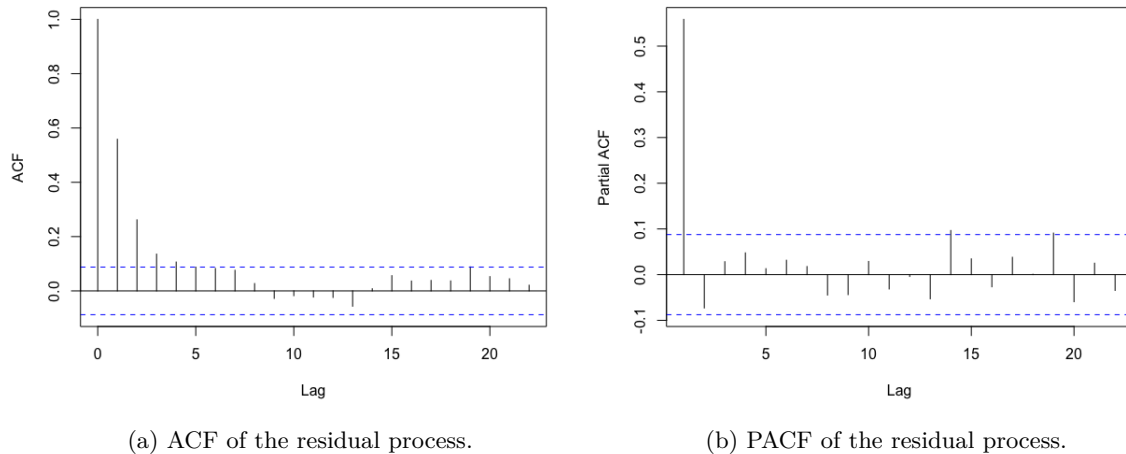 ACF
1.0
0.8
0.6
0.4
0.2
0.0
0 5 10 15 20
Lag
Partial ACF
0.5
0.4
0.3
0.2
0.1
0.0
-0.1
5 10 15 20
Lag
(a) ACF of the residual process.
(b) PACF of the residual process.